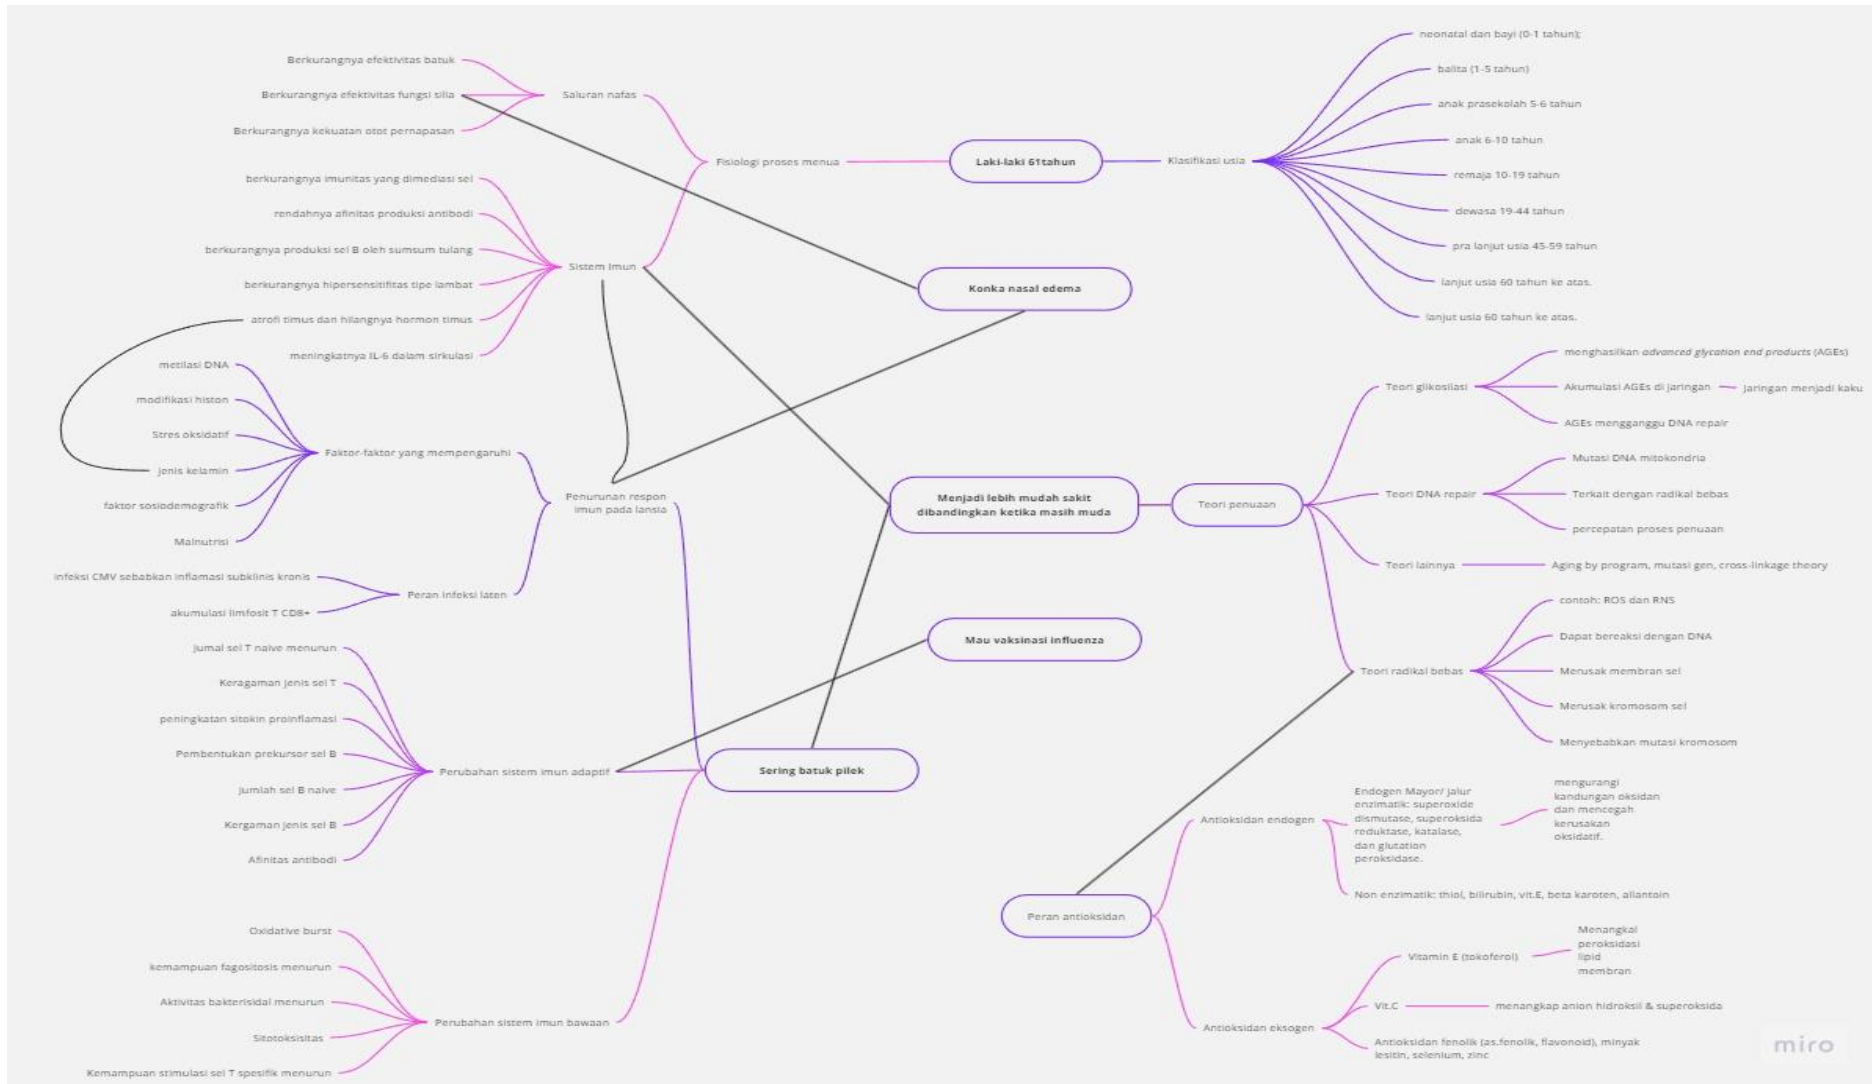 Berkurangnya efektivitas batuk
Berkurangnya efektivitas fungsi silia
Berkurangnya kekuatan otot pernapasan
Saluran nafas
berkurangnya imunitas yang dimediasi sel
rendahnya afinitas produksi antibodi
berkurangnya produksi sel B oleh sumsum tulang
berkurangnya hipersensitifitas tipe lambat
atrofi timus dan hilangnya hormon timus
meningkatnya IL-6 dalam sirkulasi
Sistem Imun
Fisiologi proses menua
Laki-laki 61tahun
Klasifikasi usia
neonatal dan bayi (0-1 tahun);
balita (1-5 tahun)
anak prasekolah 5-6 tahun
anak 6-10 tahun
remaja 10-19 tahun
dewasa 19-44 tahun
pra lanjut usia 45-59 tahun
lanjut usia 60 tahun ke atas.
lanjut usia 60 tahun ke atas.
Konka nasal edema
metilasi DNA
modifikasi histon
Stres oksidatif
jenis kelamin
faktor sosiodemografik
Malnutrisi
Faktor-faktor yang mempengaruhi
infeksi CMV sebabkan inflamasi subklinis kronis
akumulasi limfosit T CD8+
Peran infeksi laten
Penurunan respon
imun pada lansia
Menjadi lebih mudah sakit
dibandingkan ketika masih muda
Teori penuaan
Teori glikosilasi
menghasilkan advanced glycation end products (AGEs)
Akumulasi AGEs di jaringan
Jaringan menjadi kaku
AGEs mengganggu DNA repair
Teori DNA repair
Mutasi DNA mitokondria
Terkait dengan radikal bebas
percepatan proses penuaan
Teori lainnya
Aging by program, mutasi gen, cross-linkage theory
Teori radikal bebas
contoh: ROS dan RNS
Dapat bereaksi dengan DNA
Merusak membran sel
Merusak kromosom sel
Menyebabkan mutasi kromosom
Mau vaksinasi influenza
Sering batuk pilek
Jumal sel T naive menurun
Keragaman jenis sel T
peningkatan sitokin proinflamasi
Pembentukan prekursor sel B
Jumlah sel B naive
Kergaman jenis sel B
Afinitas antibodi
Perubahan sistem imun adaptif
Oxidative burst
kemampuan fagositosis menurun
Aktivitas bakterisidal menurun
Sitotoksisitas
Kemampuan stimulasi sel T spesifik menurun
Perubahan sistem imun bawaan
Peran antioksidan
Antioksidan endogen
Endogen Mayor/ jalur
enzimatik: superoxide
dismutase, superoksida
reduktase, katalase,
dan glutation
peroksidase.
mengurangi
kandungan oksidan
dan mencegah
kerusakan
oksidatif.
Non enzimatik: thiol, bilirubin, vit.E, beta karoten, allantoin
Antioksidan eksogen
Vitamin E (tokoferol)
Menangkal
peroksidasi
lipid
membran
Vit.C
menangkap anion hidroksil & superoksida
Antioksidan fenolik (as.fenolik, flavonoid), minyak
lesitin, selenium, zinc
miro